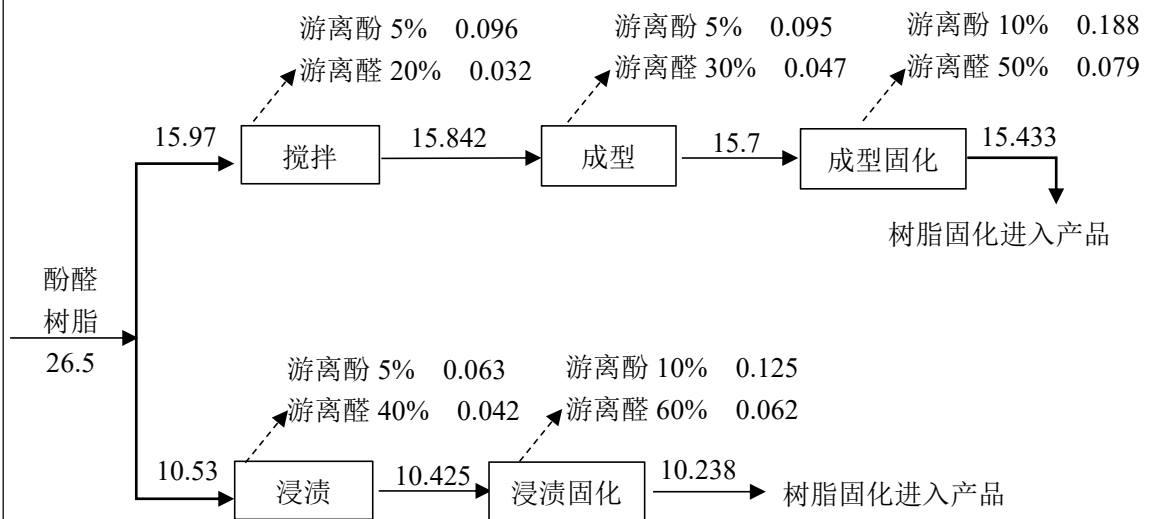 游离酚 5% 0.096
游离醛 20% 0.032
游离酚 5% 0.095
游离醛 30% 0.047
游离酚 10% 0.188
游离醛 50% 0.079
15.97
搅拌
15.842
成型
15.7
成型固化
15.433
树脂固化进入产品
酚醛
树脂
26.5
游离酚 5% 0.063
游离醛 40% 0.042
游离酚 10% 0.125
游离醛 60% 0.062
10.53
浸渍
10.425
浸渍固化
10.238
树脂固化进入产品